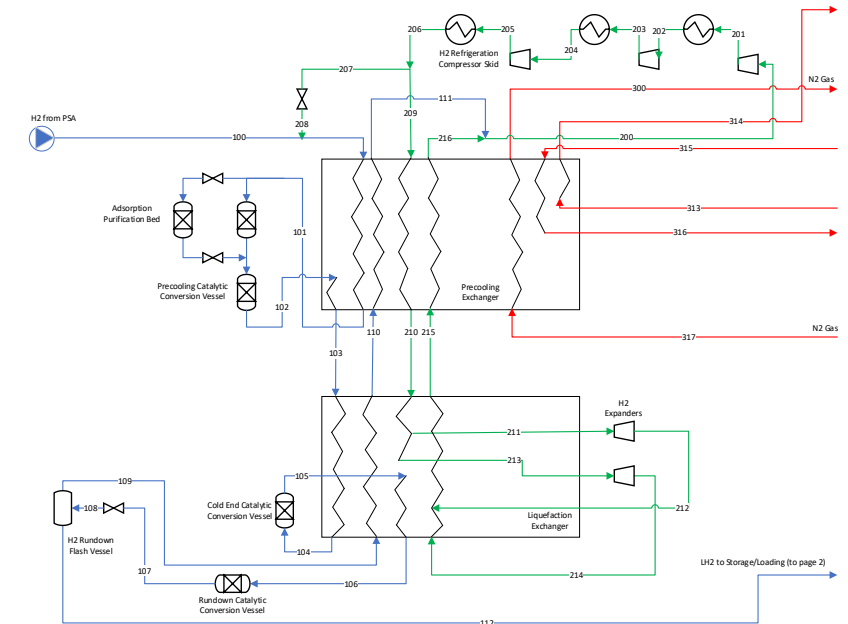 206
205
203
202
201
H2 Refrigeration
Compressor Skid
204
207
N2 Gas
300
111
208
209
H2 from PSA
314
100
216
200
315
Adsorption
Purification Bed
313
101
316
Precooling Catalytic
Conversion Vessel
Precooling
Exchanger
102
N2 Gas
110
210
215
317
103
H2
Expanders
211
213
109
105
Cold End Catalytic
Conversion Vessel
108
212
Liquefaction
Exchanger
H2 Rundown
Flash Vessel
104
LH2 to Storage/Loading (to page 2)
107
214
106
Rundown Catalytic
Conversion Vessel
112